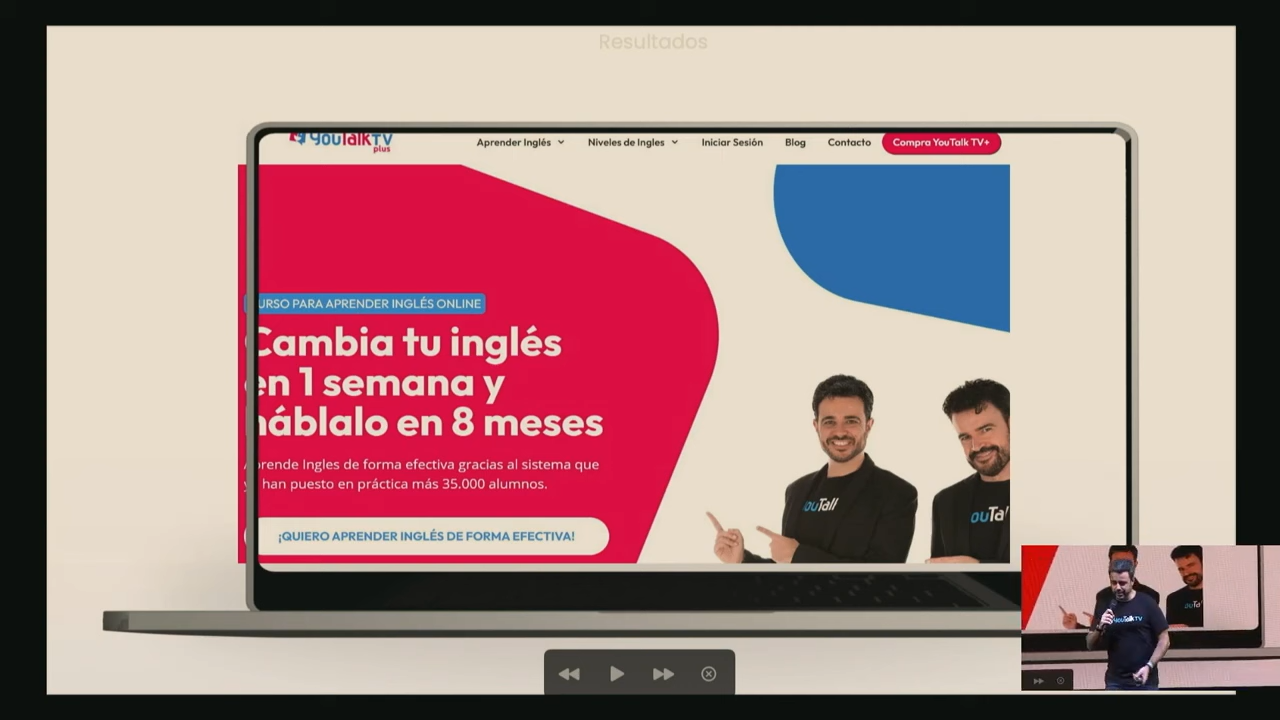 Resultados
YouTalk TV
plus
Aprender Inglés
Niveles de Ingles
Iniciar Sesión
Blog
Contacto
Compra YouTalk TV+
URSO PARA APRENDER INGLÉS ONLINE
Cambia tu inglés
en 1 semana y
háblalo en 8 meses
prende Ingles de forma efectiva gracias al sistema que
y han puesto en práctica más 35.000 alumnos.
¡QUIERO APRENDER INGLÉS DE FORMA EFECTIVA!
ouTalk
ouTal
YouTalkTV
ouTa